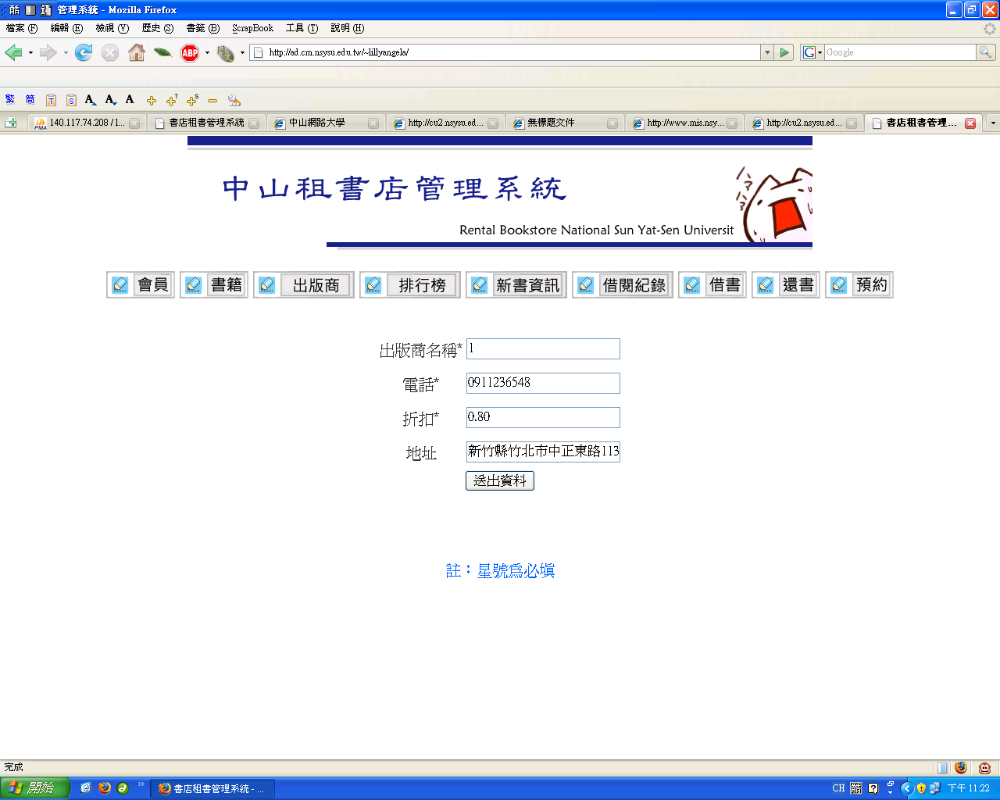 酷 管理系統 - Mozilla Firefox
檔案 (F) 編輯 (E) 檢視 (V) 歷史 (S) 書籤 (B) ScrapBook 工具 (T) 說明 (H)
ABP http://ad.cm.nsysu.edu.tw/~lillyangela/ G Google
繁 簡 T S A A A T S
PMA 140.117.74.208 / l... 書店租書管理系統 中山網路大學 http://cu2.nsysu.ed... 無標題文件 http://www.mis.nsy... http://cu2.nsysu.ed... 書店租書管理...
中山租書店管理系統
Rental Bookstore National Sun Yat-Sen Universit
會員 書籍 出版商 排行榜 新書資訊 借閱紀錄 借書 還書 預約
出版商名稱* 1
電話* 0911236548
折扣* 0.80
地址 新竹縣竹北市中正東路113
送出資料
註：星號為必填
完成
開始 書店租書管理系統 - ... CH 酷 下午 11:22